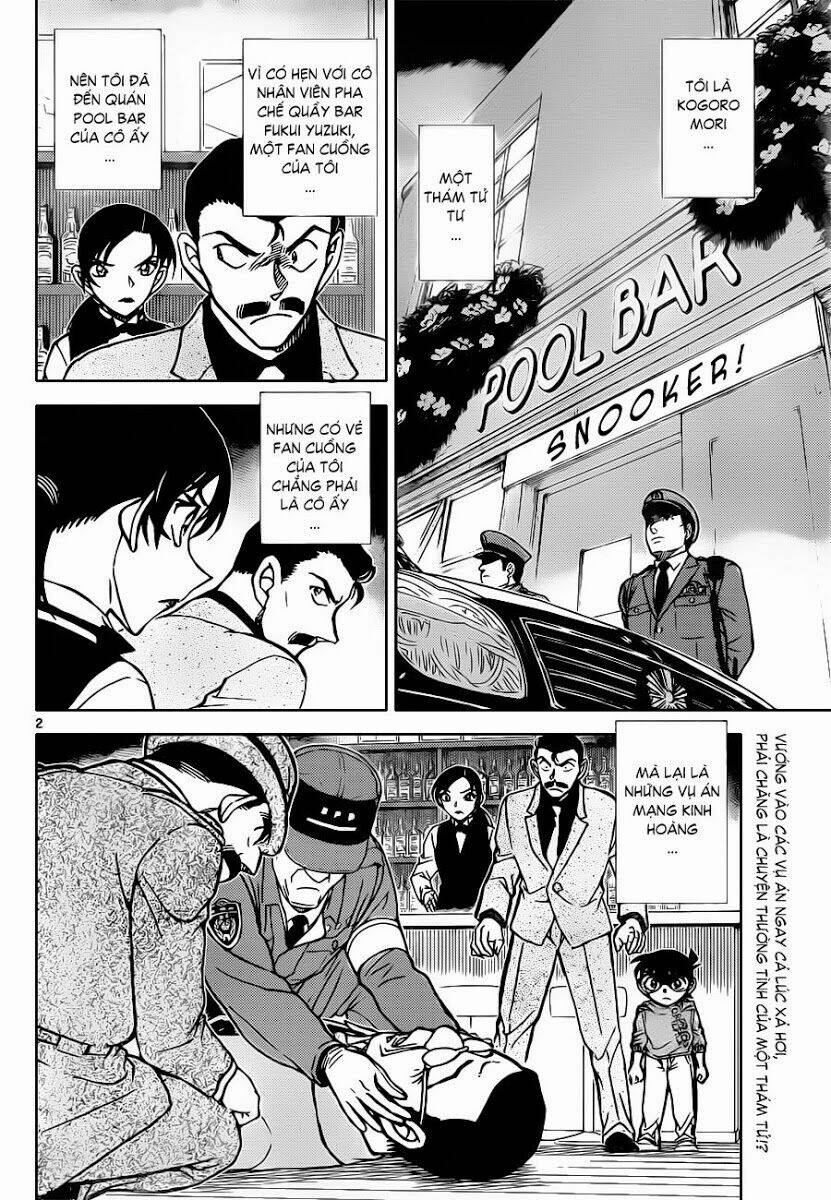 TÔI LÀ
KOGORO
MORI
MỘT
THÁM TỬ
TƯ
...
POOL BAR
SNOOKER!
VÌ CÓ HẸN VỚI CÔ
NHÂN VIÊN PHA
CHẾ QUẦY BAR
FUKUI YUZUKI,
MỘT FAN CUỒNG
CỦA TÔI
...
NÊN TÔI ĐÃ
ĐẾN QUÁN
POOL BAR
CỦA CÔ ẤY
...
NHƯNG CÓ VẺ
FAN CUỒNG
CỦA TÔI
CHẲNG PHẢI
LÀ CÔ ẤY
...
2
MÀ LẠI LÀ
NHỮNG VỤ ÁN
MẠNG KINH
HOÀNG
...
VƯỚNG VÀO CÁC VỤ ÁN NGAY CẢ LÚC XẢ HƠI,
PHẢI CHĂNG LÀ CHUYỆN THƯỜNG TÌNH CỦA MỘT THÁM TỬ!?